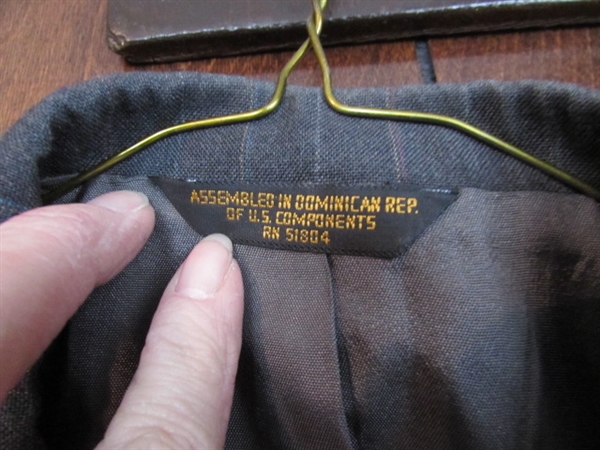 ASSEMBLED IN DOMINICAN REP.
OF U.S. COMPONENTS
RN 51804